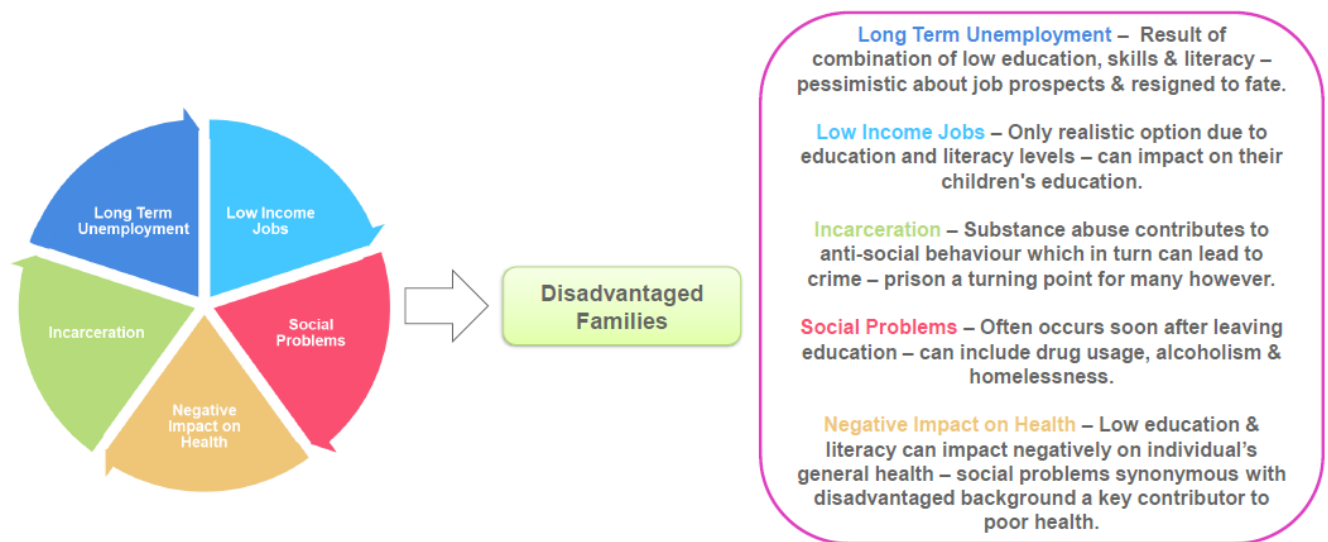 Long Term
Unemployment
Low Income
Jobs
Social
Problems
Negative
Impact on
Health
Incarceration
Disadvantaged
Families
Long Term Unemployment – Result of
combination of low education, skills & literacy –
pessimistic about job prospects & resigned to fate.
Low Income Jobs – Only realistic option due to
education and literacy levels – can impact on their
children's education.
Incarceration – Substance abuse contributes to
anti-social behaviour which in turn can lead to
crime – prison a turning point for many however.
Social Problems – Often occurs soon after leaving
education – can include drug usage, alcoholism &
homelessness.
Negative Impact on Health – Low education &
literacy can impact negatively on individual’s
general health – social problems synonymous with
disadvantaged background a key contributor to
poor health.